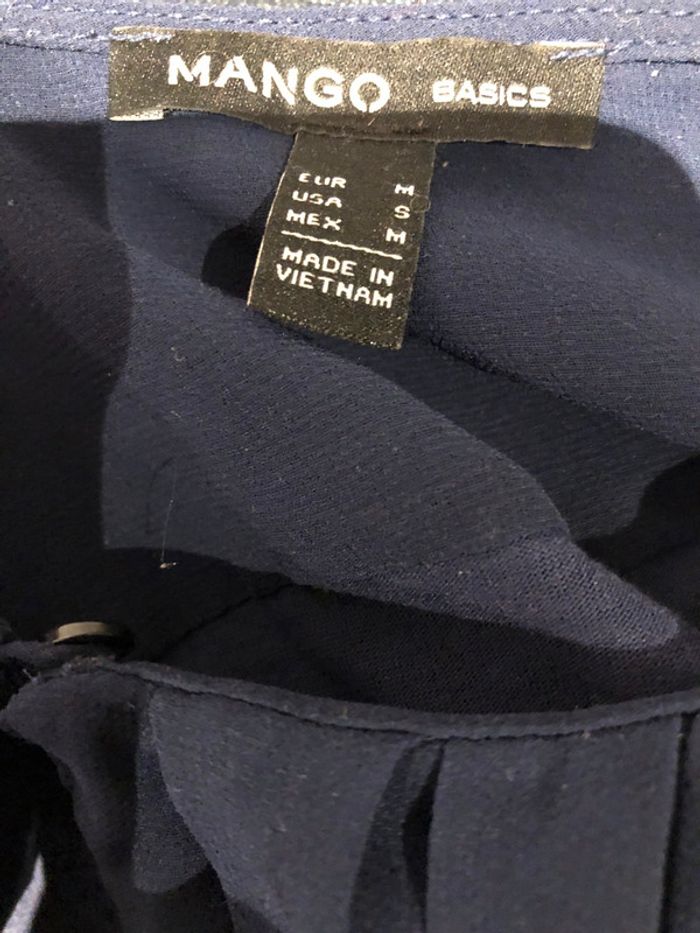 MANGO BASICS
EUR M
USA S
MEX M
MADE IN
VIETNAM